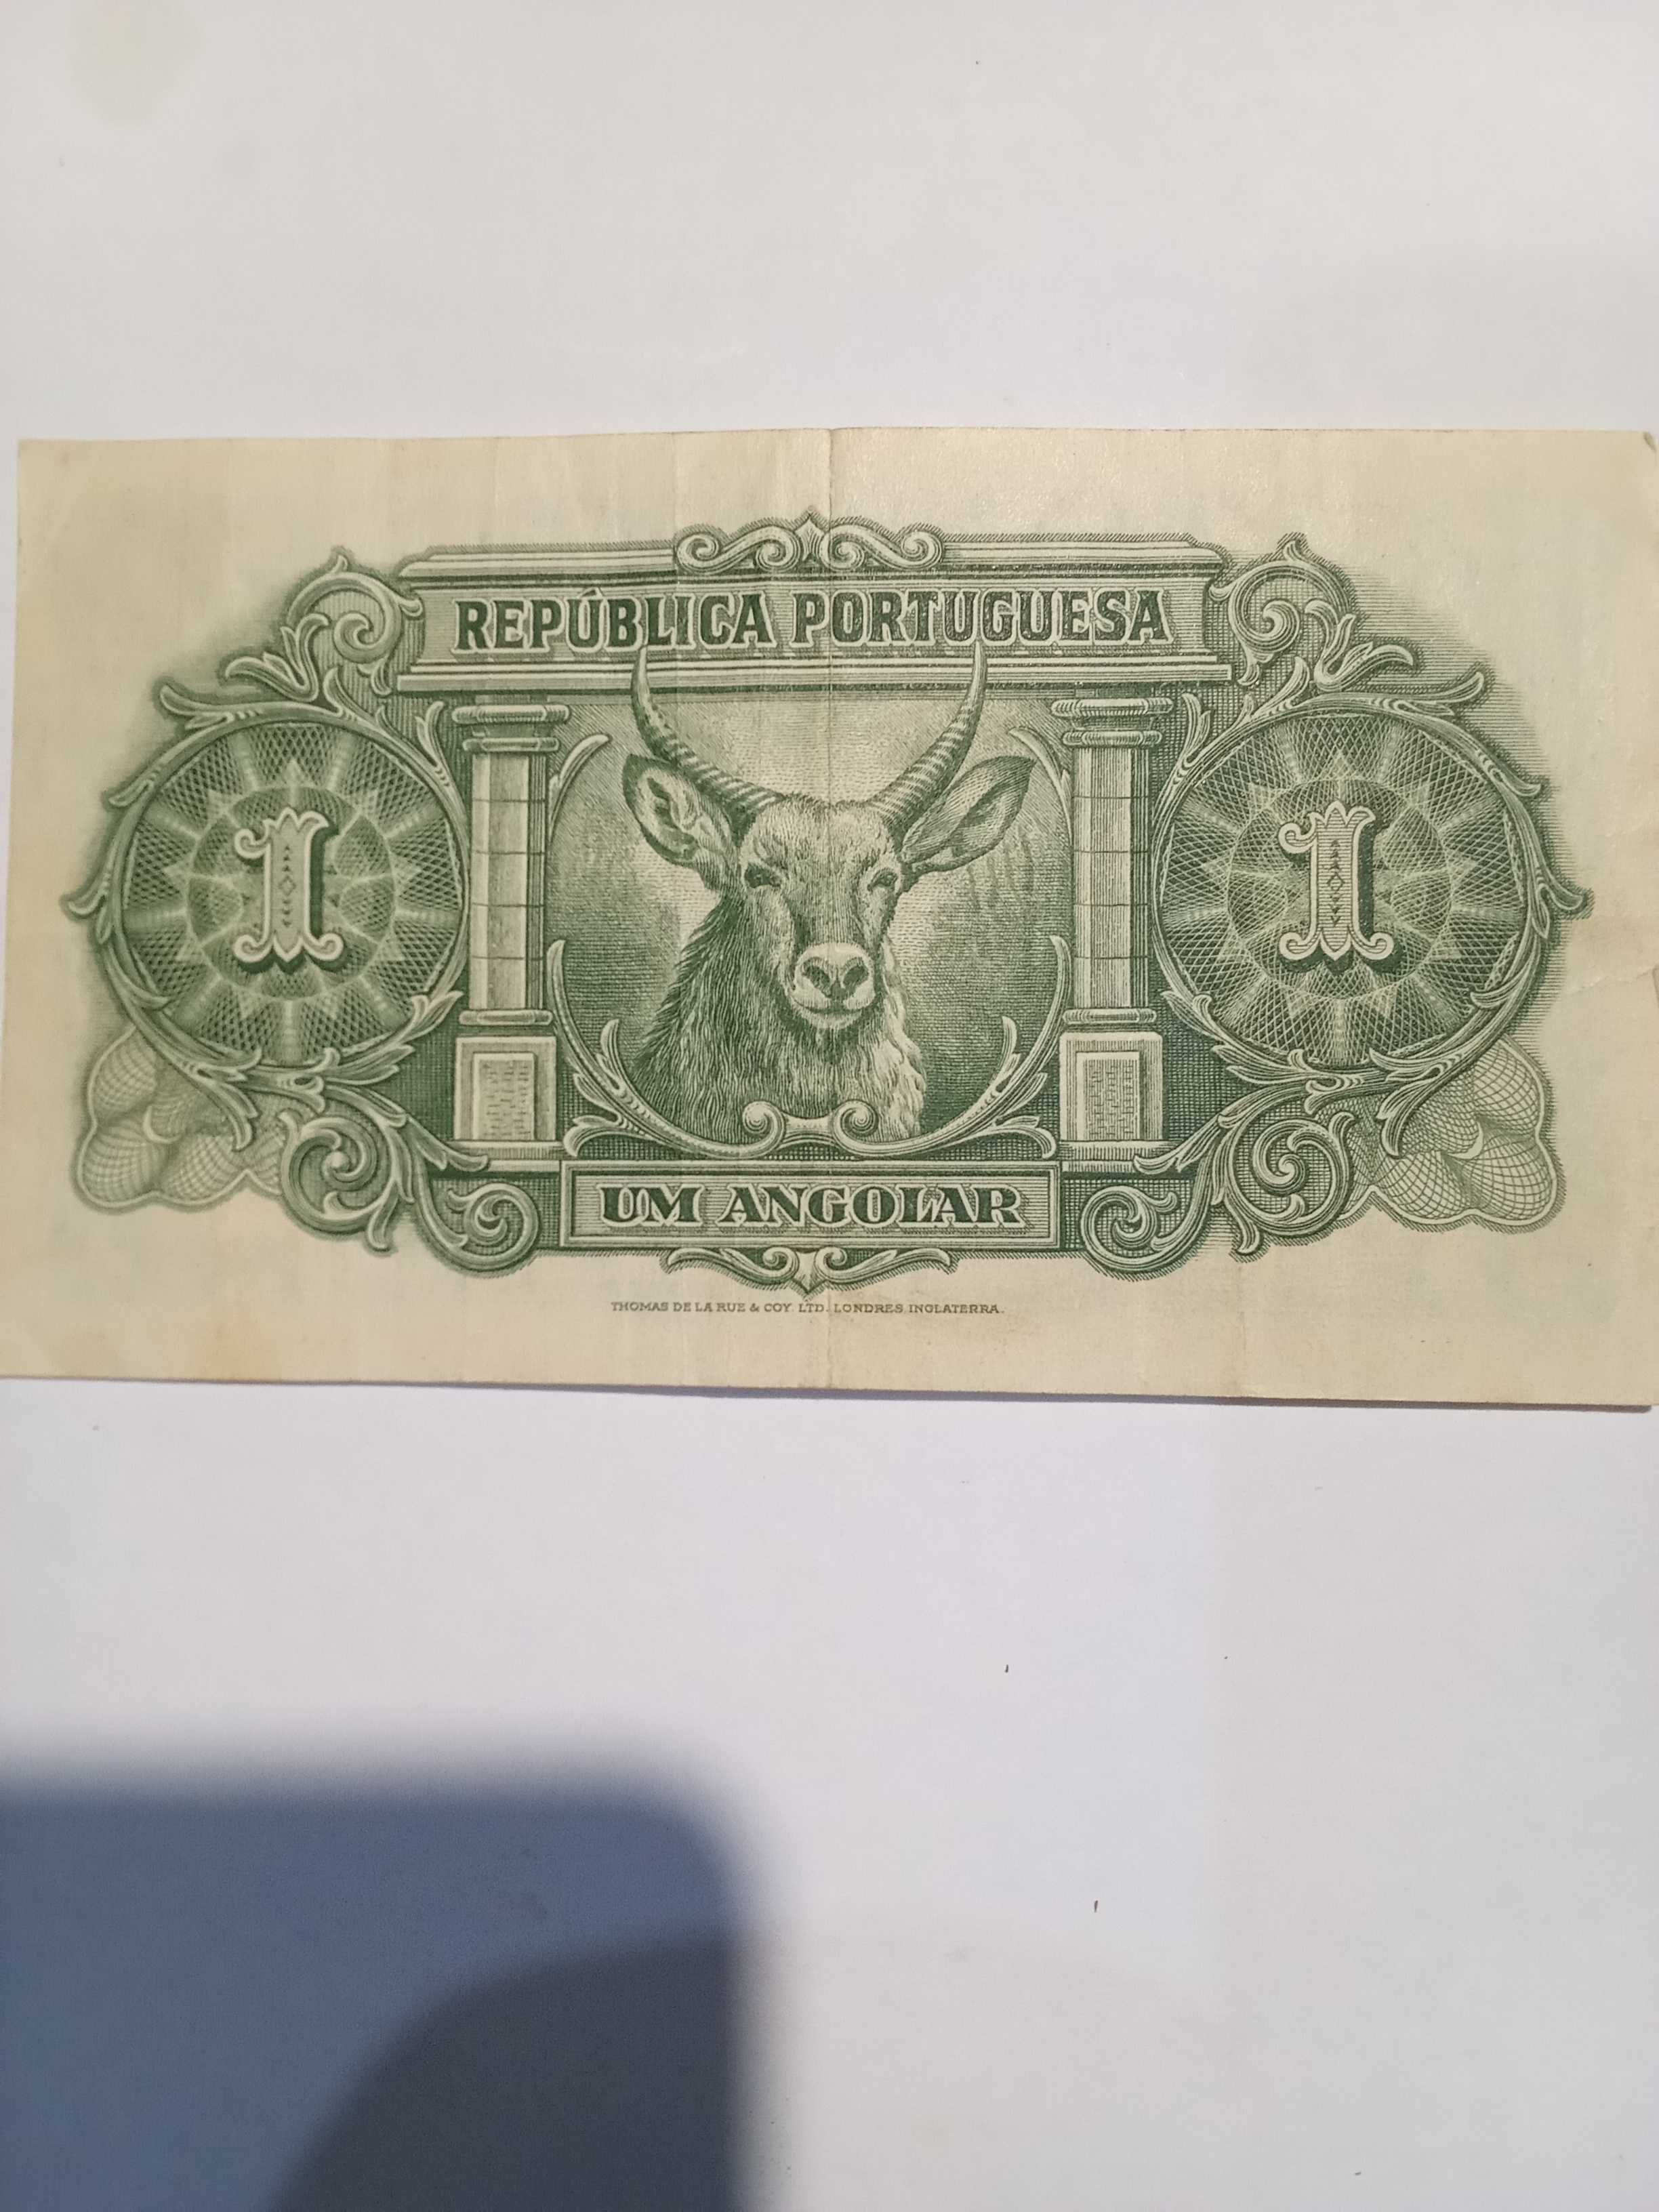 REPÚBLICA PORTUGUESA
1 1
UM ANGOLAR
THOMAS DE LA RUE & COY. LTD. LONDRES. INGLATERRA.